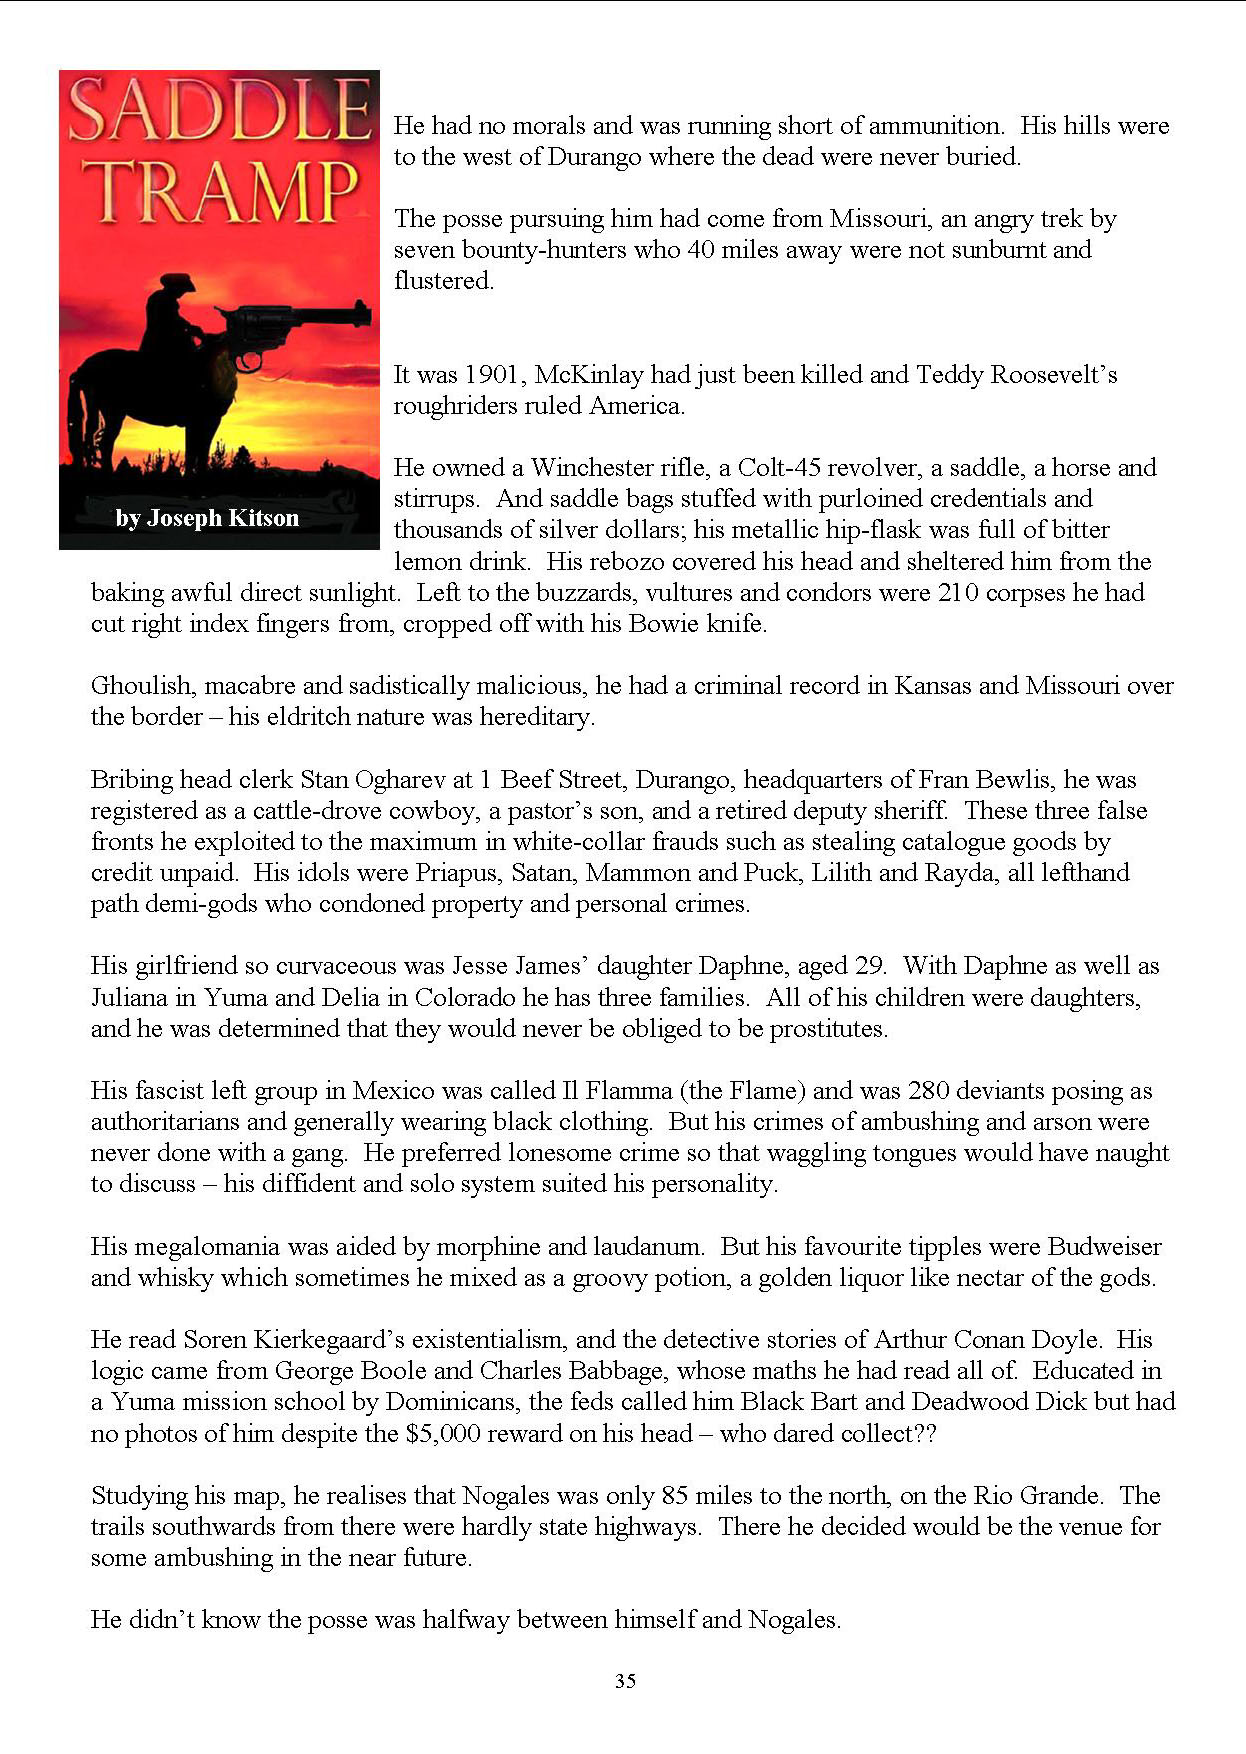 SADDLE
TRAMP
by Joseph Kitson
He had no morals and was running short of ammunition. His hills were
to the west of Durango where the dead were never buried.
The posse pursuing him had come from Missouri, an angry trek by
seven bounty-hunters who 40 miles away were not sunburnt and
flustered.
It was 1901, McKinlay had just been killed and Teddy Roosevelt's
roughriders ruled America.
He owned a Winchester rifle, a Colt-45 revolver, a saddle, a horse and
stirrups. And saddle bags stuffed with purloined credentials and
thousands of silver dollars; his metallic hip-flask was full of bitter
lemon drink. His rebozo covered his head and sheltered him from the
baking awful direct sunlight. Left to the buzzards, vultures and condors were 210 corpses he had
cut right index fingers from, cropped off with his Bowie knife.
Ghoulish, macabre and sadistically malicious, he had a criminal record in Kansas and Missouri over
the border – his eldritch nature was hereditary.
Bribing head clerk Stan Ogharev at 1 Beef Street, Durango, headquarters of Fran Bewlis, he was
registered as a cattle-drove cowboy, a pastor's son, and a retired deputy sheriff. These three false
fronts he exploited to the maximum in white-collar frauds such as stealing catalogue goods by
credit unpaid. His idols were Priapus, Satan, Mammon and Puck, Lilith and Rayda, all lefthand
path demi-gods who condoned property and personal crimes.
His girlfriend so curvaceous was Jesse James' daughter Daphne, aged 29. With Daphne as well as
Juliana in Yuma and Delia in Colorado he has three families. All of his children were daughters,
and he was determined that they would never be obliged to be prostitutes.
His fascist left group in Mexico was called Il Flamma (the Flame) and was 280 deviants posing as
authoritarians and generally wearing black clothing. But his crimes of ambushing and arson were
never done with a gang. He preferred lonesome crime so that waggling tongues would have naught
to discuss – his diffident and solo system suited his personality.
His megalomania was aided by morphine and laudanum. But his favourite tipples were Budweiser
and whisky which sometimes he mixed as a groovy potion, a golden liquor like nectar of the gods.
He read Soren Kierkegaard's existentialism, and the detective stories of Arthur Conan Doyle. His
logic came from George Boole and Charles Babbage, whose maths he had read all of. Educated in
a Yuma mission school by Dominicans, the feds called him Black Bart and Deadwood Dick but had
no photos of him despite the $5,000 reward on his head – who dared collect??
Studying his map, he realises that Nogales was only 85 miles to the north, on the Rio Grande. The
trails southwards from there were hardly state highways. There he decided would be the venue for
some ambushing in the near future.
He didn't know the posse was halfway between himself and Nogales.
35